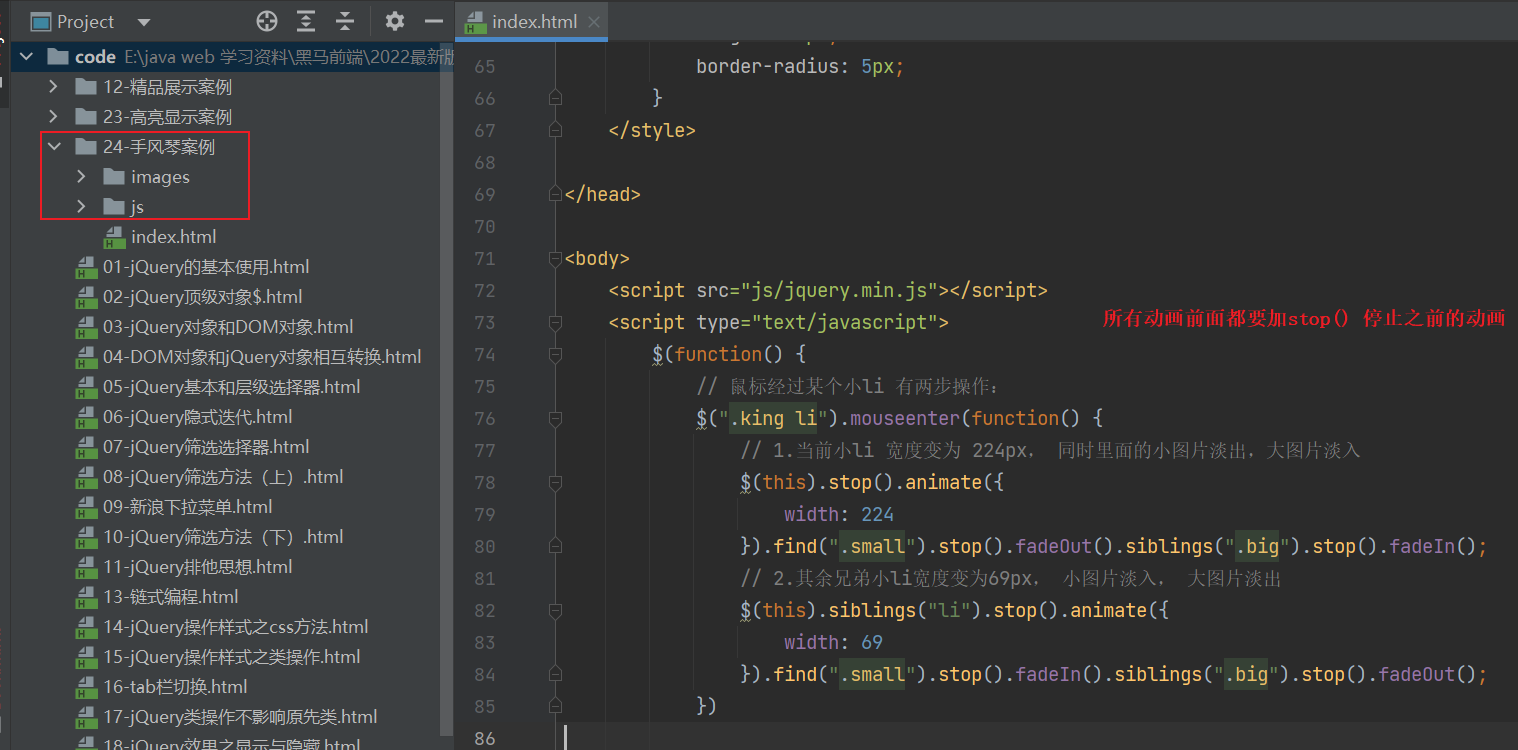 Project
index.html
code E:\java web 学习资料\黑马前端\2022最新版
12-精品展示案例
23-高亮显示案例
24-手风琴案例
images
js
index.html
01-jQuery的基本使用.html
02-jQuery顶级对象$.html
03-jQuery对象和DOM对象.html
04-DOM对象和jQuery对象相互转换.html
05-jQuery基本和层级选择器.html
06-jQuery隐式迭代.html
07-jQuery筛选选择器.html
08-jQuery筛选方法（上）.html
09-新浪下拉菜单.html
10-jQuery筛选方法（下）.html
11-jQuery排他思想.html
13-链式编程.html
14-jQuery操作样式之css方法.html
15-jQuery操作样式之类操作.html
16-tab栏切换.html
17-jQuery类操作不影响原先类.html
18-jQuery效果之显示与隐藏.html
65 border-radius: 5px;
66 }
67 </style>
68
69 </head>
70
71 <body>
72 <script src="js/jquery.min.js"></script>
73 <script type="text/javascript">
所有动画前面都要加stop() 停止之前的动画
74 $(function() {
75 // 鼠标经过某个小li 有两步操作：
76 $(".king li").mouseenter(function() {
77 // 1.当前小li 宽度变为 224px， 同时里面的小图片淡出，大图片淡入
78 $(this).stop().animate({
79 width: 224
80 }).find(".small").stop().fadeOut().siblings(".big").stop().fadeIn();
81 // 2.其余兄弟小li宽度变为69px， 小图片淡入， 大图片淡出
82 $(this).siblings("li").stop().animate({
83 width: 69
84 }).find(".small").stop().fadeIn().siblings(".big").stop().fadeOut();
85 })
86